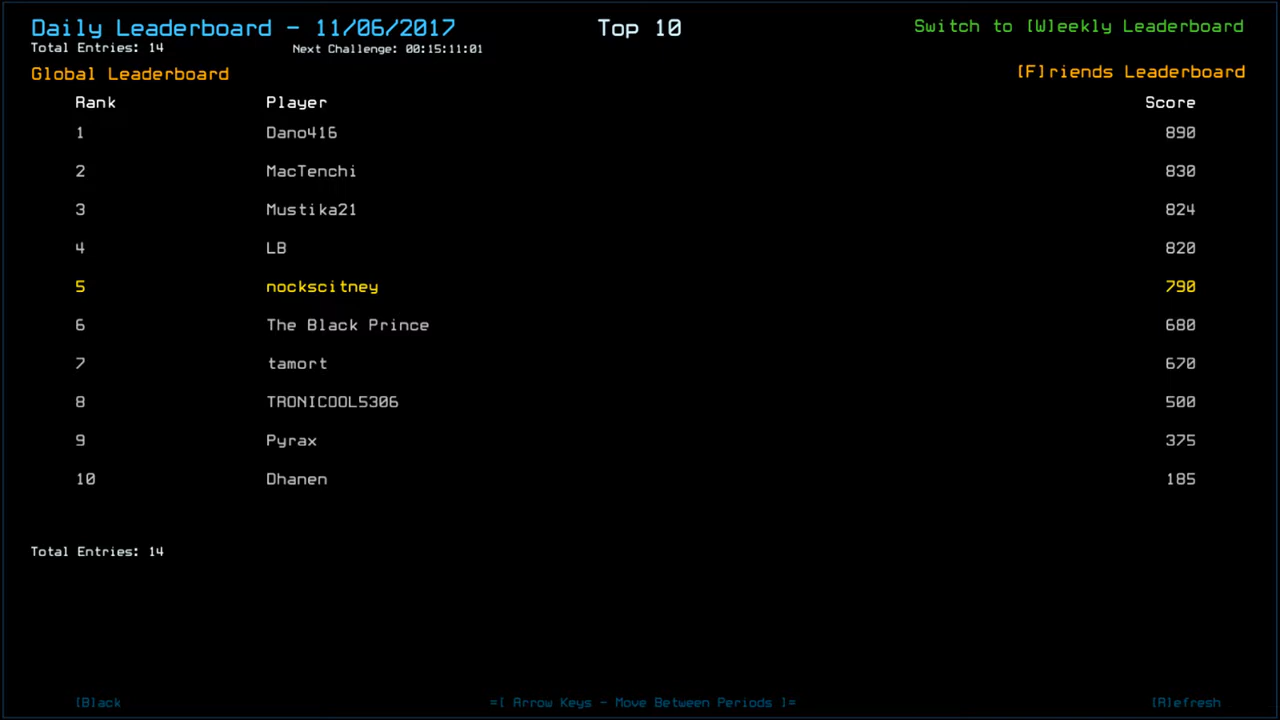 Daily Leaderboard - 11/06/2017 Top 10 Switch to [W]eekly Leaderboard
Total Entries: 14 Next Challenge: 00:15:11:01
Global Leaderboard [F]riends Leaderboard
Rank Player Score
1 Dano416 890
2 MacTenchi 830
3 Mustika21 824
4 LB 820
5 nockscitney 790
6 The Black Prince 680
7 tamort 670
8 TRONICOOL5306 500
9 Pyrax 375
10 Dhanen 185
Total Entries: 14
[B]ack =[ Arrow Keys - Move Between Periods ]= [R]efresh